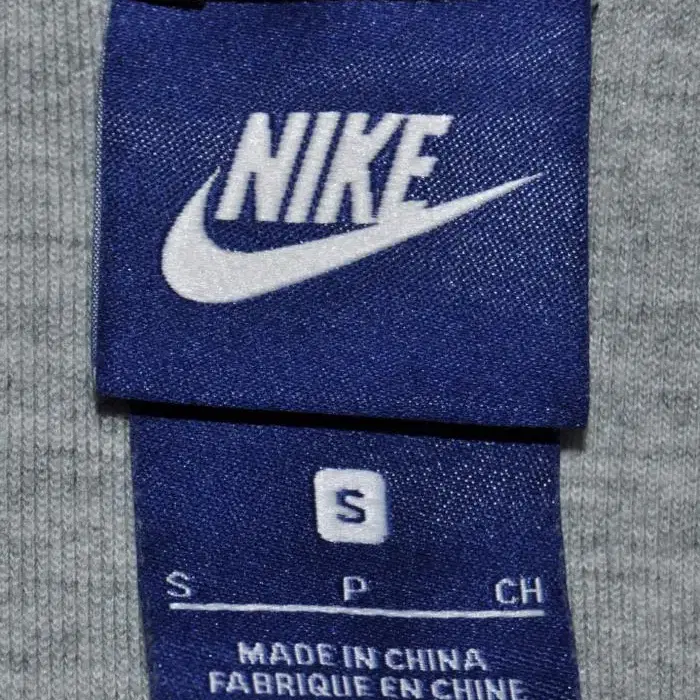 NIKE
S
S P CH
MADE IN CHINA
FABRIQUE EN CHINE